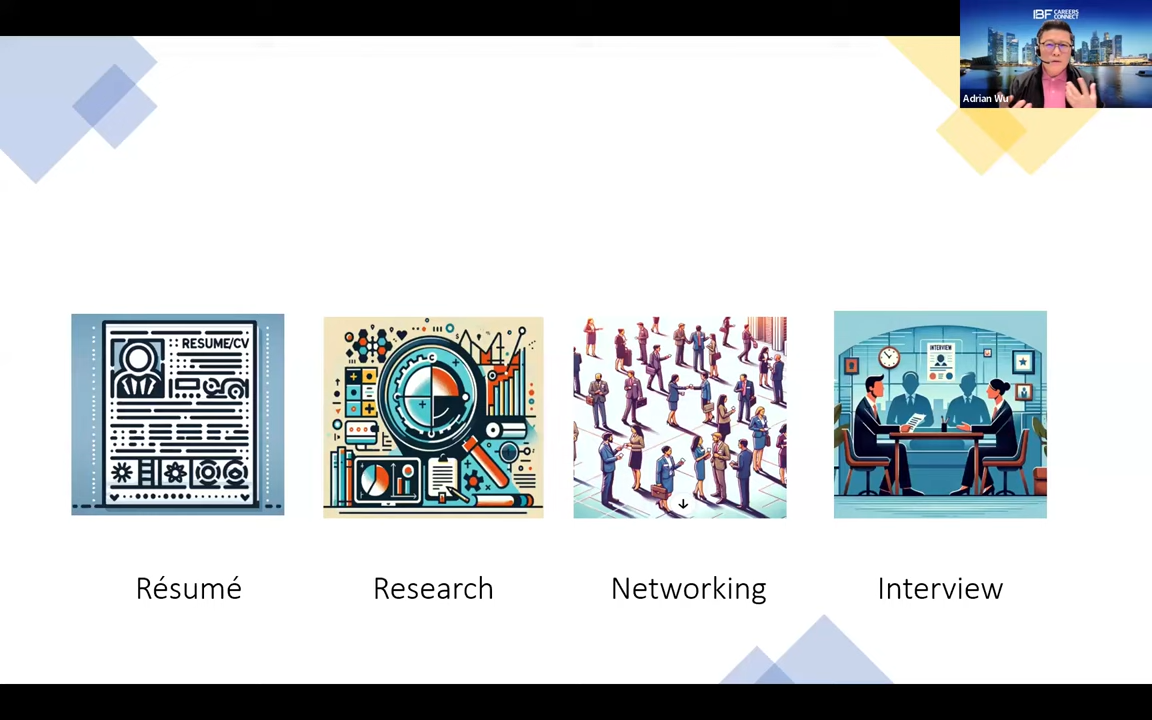 IBF CAREERS
CONNECT
Adrian Wu
RESUME/CV
INTERVIEW
Résumé
Research
Networking
Interview